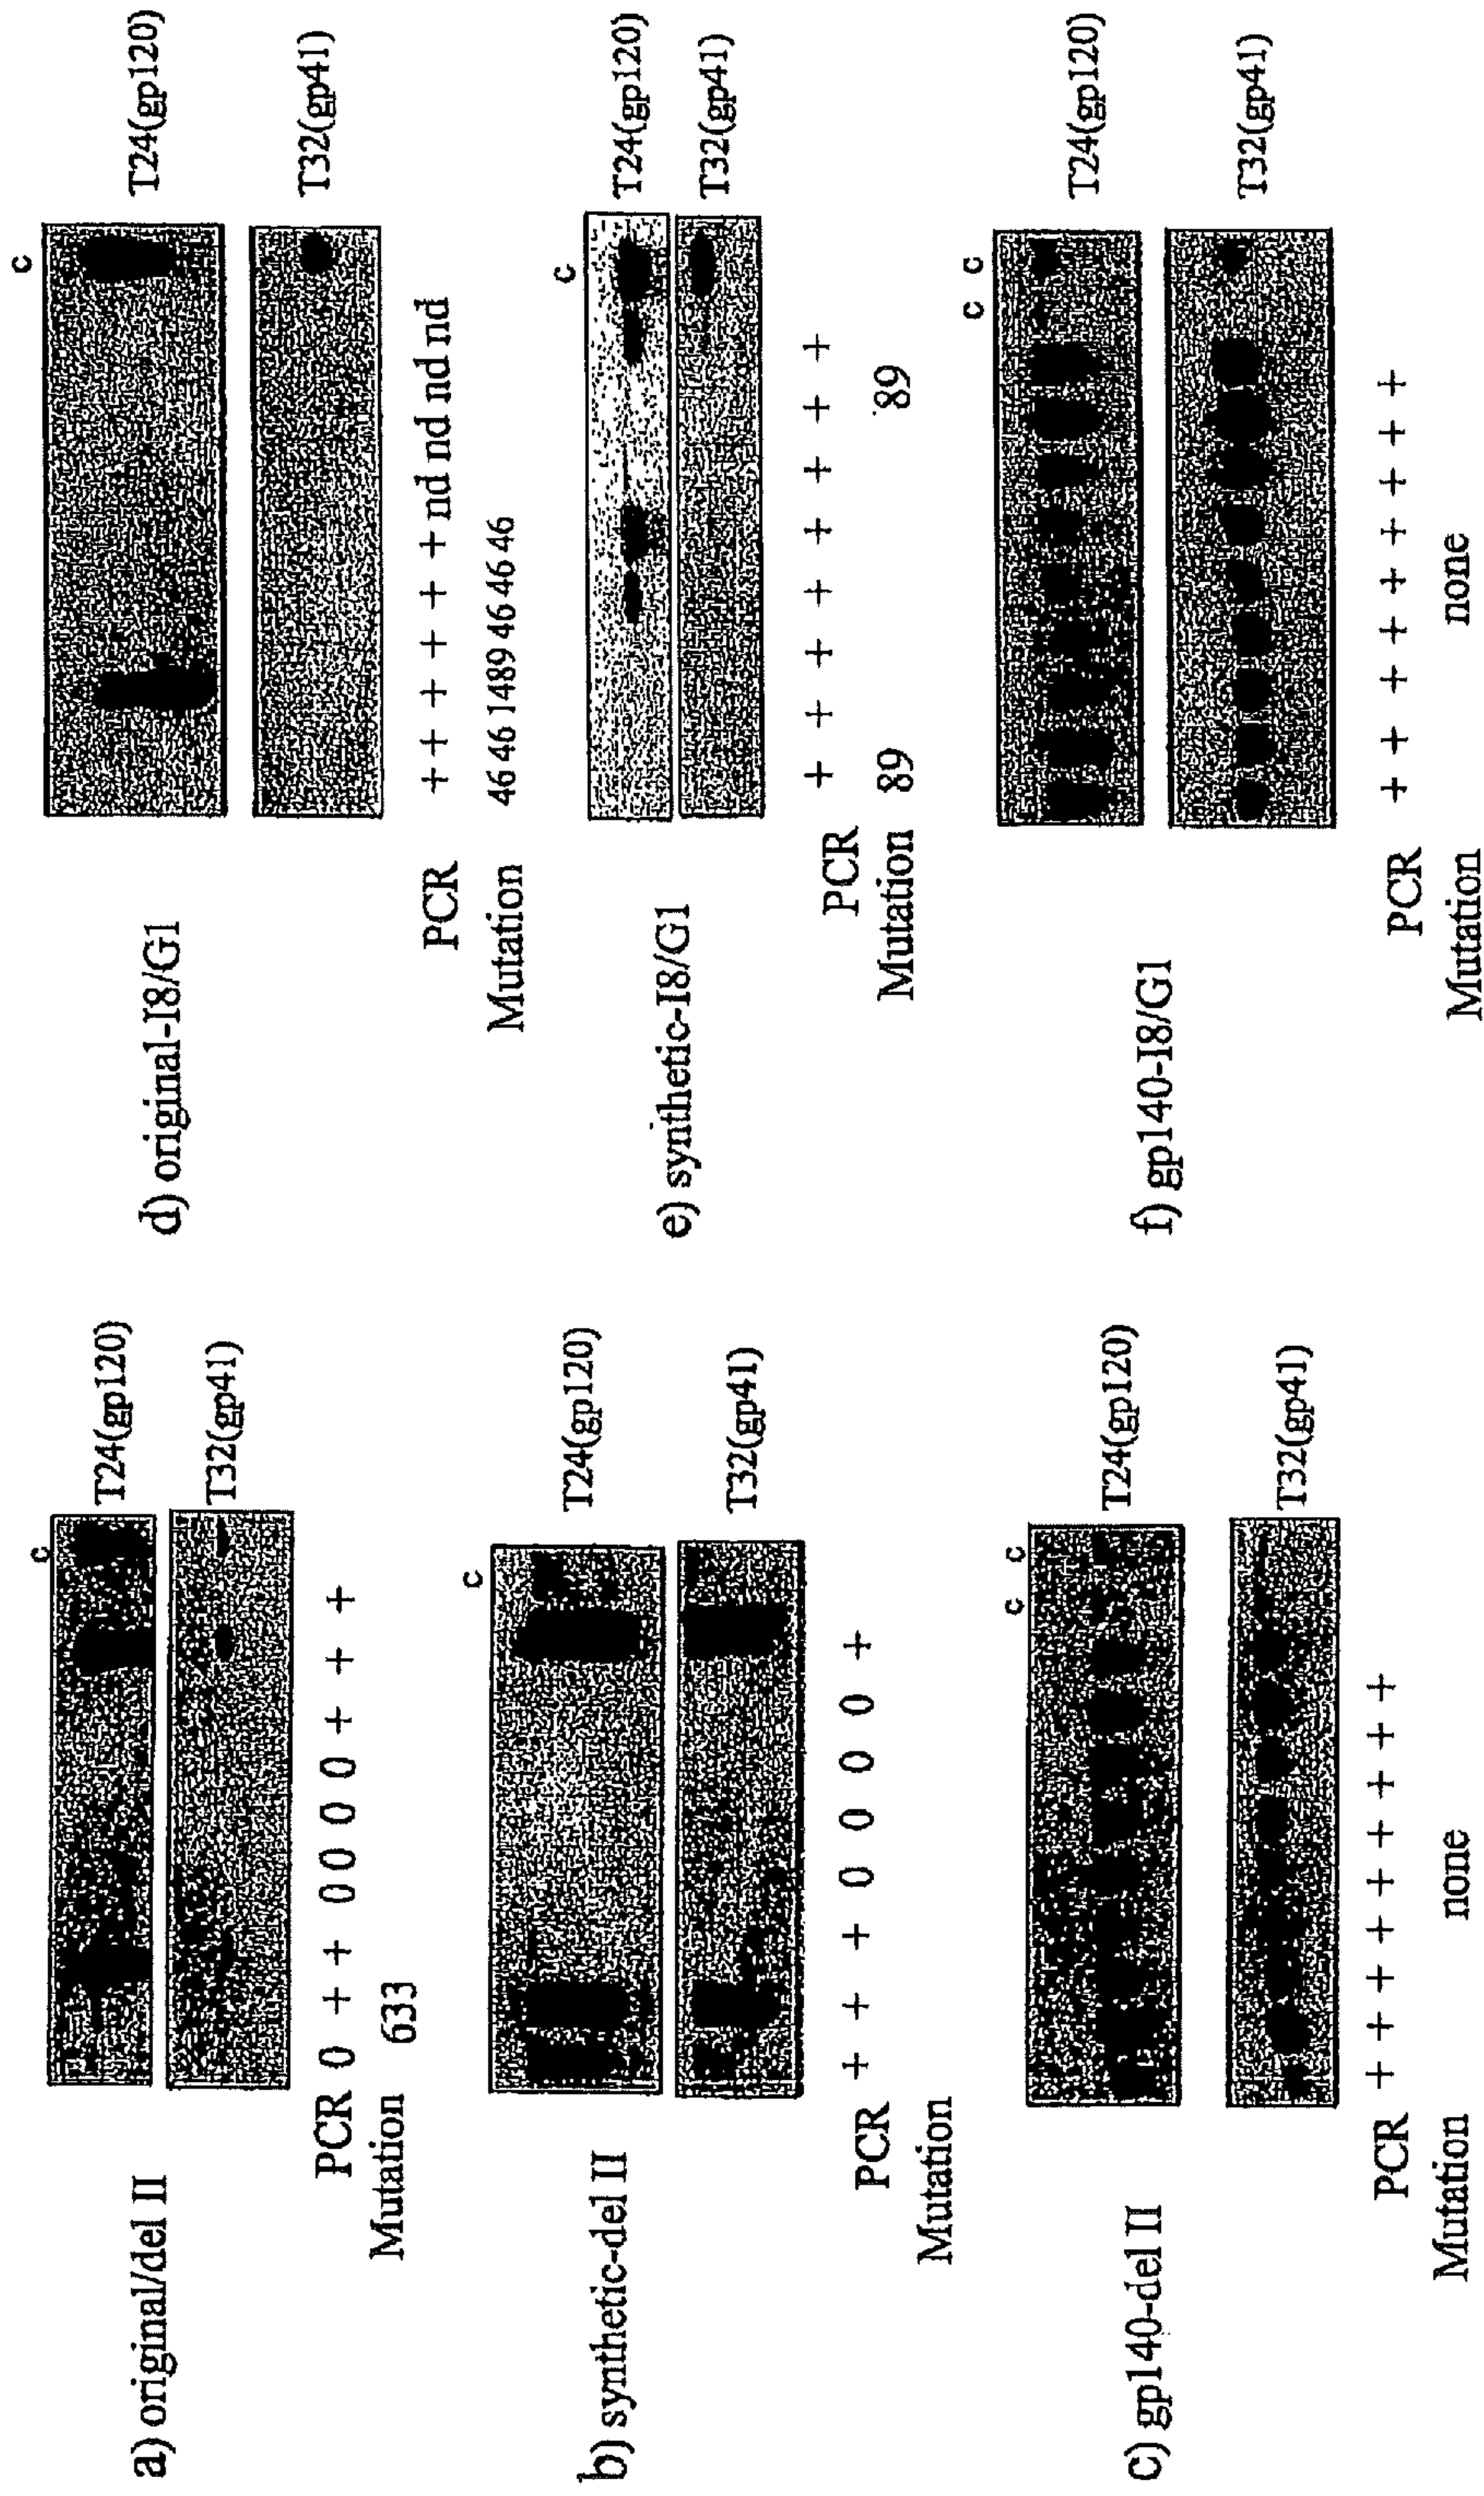 a) original/del II
c
T24(gp120)
T32(gp41)
PCR 0 + + 0 0 0 0 + + +
Mutation 633
b) synthetic-del II
c
T24(gp120)
T32(gp41)
PCR + + + 0 0 0 0 +
Mutation
c) gp140-del II
c c
T24(gp120)
T32(gp41)
PCR + + + + + + + + +
Mutation none
d) original-I8/G1
c
T24(gp120)
T32(gp41)
PCR + + + + + + nd nd nd nd
Mutation 46 46 1489 46 46 46
e) synthetic-I8/G1
c
T24(gp120)
T32(gp41)
PCR + + + + + + + +
Mutation 89 89
f) gp140-I8/G1
c c
T24(gp120)
T32(gp41)
PCR + + + + + + + + +
Mutation none